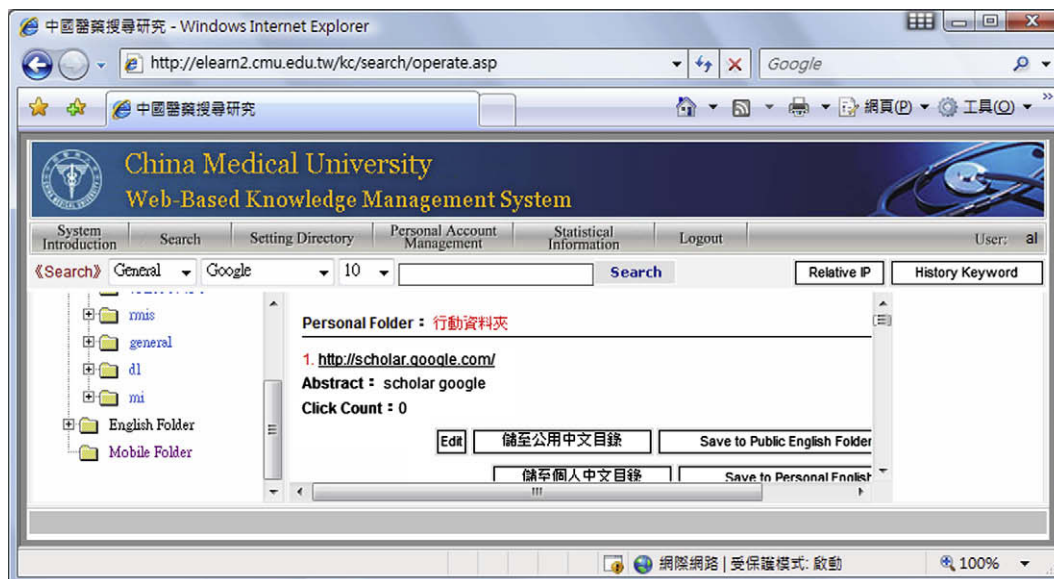 中國醫藥搜尋研究 - Windows Internet Explorer
http://elearn2.cmu.edu.tw/kc/search/operate.asp
Google
中國醫藥搜尋研究
網頁(P)
工具(O)
China Medical University
Web-Based Knowledge Management System
System Introduction
Search
Setting Directory
Personal Account Management
Statistical Information
Logout
User: al
《Search》 General Google 10 Search Relative IP History Keyword
rmis
general
dl
mi
English Folder
Mobile Folder
Personal Folder：行動資料夾
1. http://scholar.google.com/
Abstract：scholar google
Click Count：0
Edit 儲至公用中文目錄 Save to Public English Folder
儲至個人中文目錄 Save to Personal English
網際網路 | 受保護模式: 啟動
100%